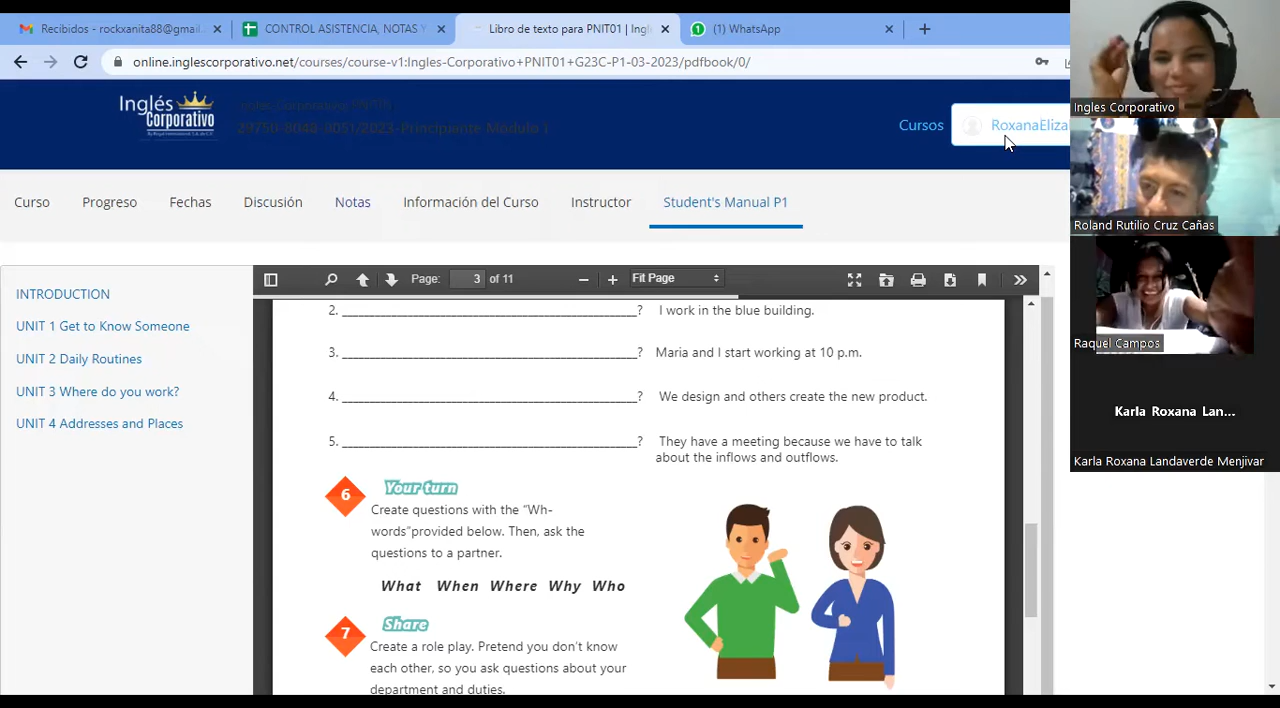 Recibidos - rockxanita88@gmail.
CONTROL ASISTENCIA, NOTAS Y
Libro de texto para PNIT01 | Ingl
(1) WhatsApp
online.inglescorporativo.net/courses/course-v1:Ingles-Corporativo+PNIT01+G23C-P1-03-2023/pdfbook/0/
Inglés
Corporativo
Cursos
RoxanaEliza
Curso
Progreso
Fechas
Discusión
Notas
Información del Curso
Instructor
Student's Manual P1
INTRODUCTION
UNIT 1 Get to Know Someone
UNIT 2 Daily Routines
UNIT 3 Where do you work?
UNIT 4 Addresses and Places
Page: 3 of 11
Fit Page
2. ________________________________________? I work in the blue building.
3. ________________________________________? Maria and I start working at 10 p.m.
4. ________________________________________? We design and others create the new product.
5. ________________________________________? They have a meeting because we have to talk
about the inflows and outflows.
6 Your turn
Create questions with the "Wh-
words"provided below. Then, ask the
questions to a partner.
What When Where Why Who
7 Share
Create a role play. Pretend you don't know
each other, so you ask questions about your
department and duties.
Ingles Corporativo
Roland Rutilio Cruz Cañas
Raquel Campos
Karla Roxana Lan...
Karla Roxana Landaverde Menjivar